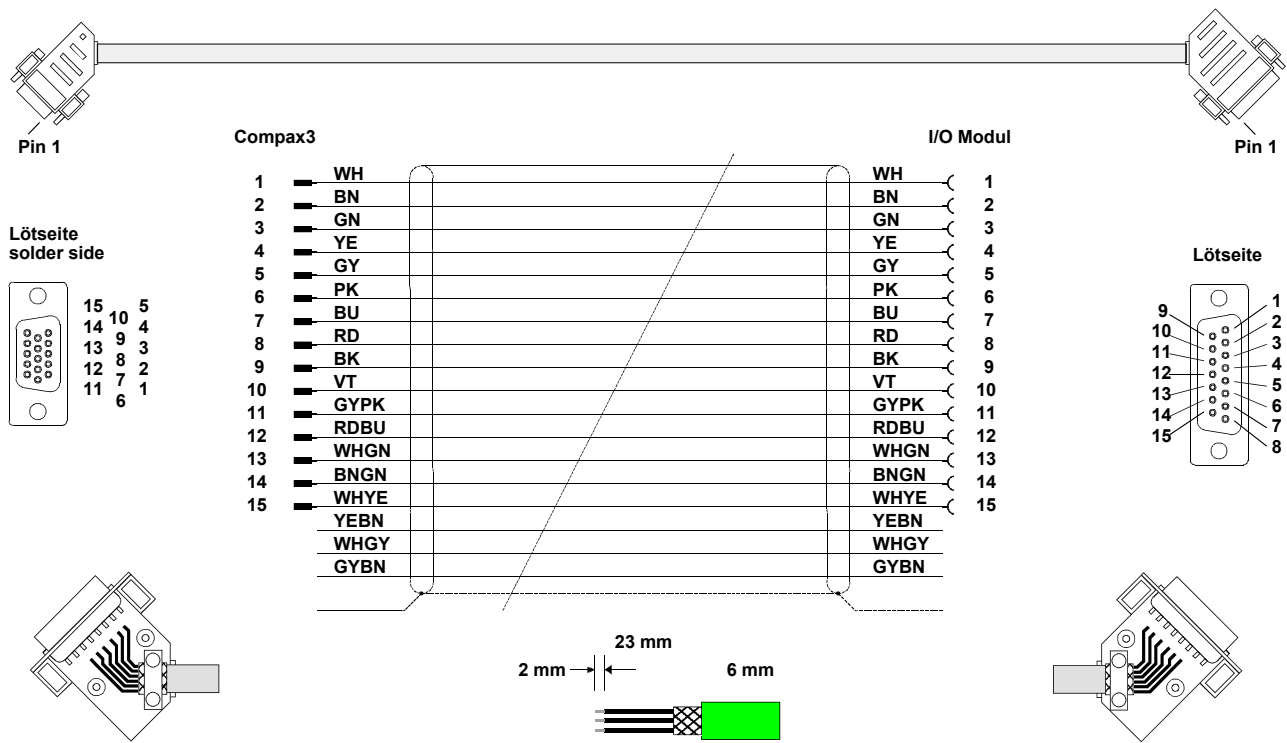 Pin 1
Pin 1
Compax3
I/O Modul
1 WH WH 1
2 BN BN 2
3 GN GN 3
4 YE YE 4
5 GY GY 5
6 PK PK 6
7 BU BU 7
8 RD RD 8
9 BK BK 9
10 VT VT 10
11 GYPK GYPK 11
12 RDBU RDBU 12
13 WHGN WHGN 13
14 BNGN BNGN 14
15 WHYE WHYE 15
YEBN YEBN
WHGY WHGY
GYBN GYBN
Lötseite
solder side
15 5
10
14 4
9
13 3
8
12 2
7
11 1
6
Lötseite
1
9
2
10
3
11
4
12
5
13
6
14
7
15
8
23 mm
2 mm 6 mm